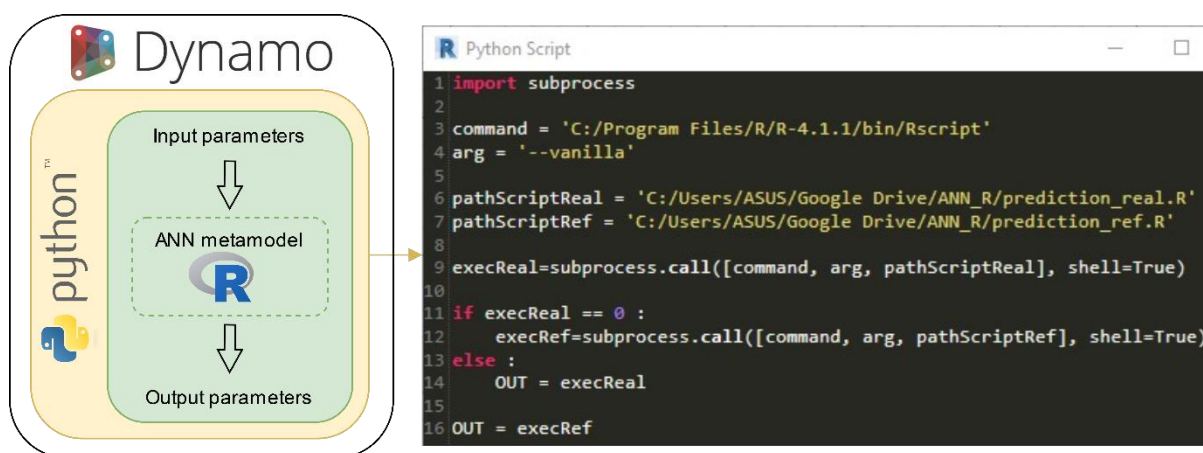 Dynamo
python™
Input parameters
ANN metamodel
R
Output parameters
R Python Script
1 import subprocess
2
3 command = 'C:/Program Files/R/R-4.1.1/bin/Rscript'
4 arg = '--vanilla'
5
6 pathScriptReal = 'C:/Users/ASUS/Google Drive/ANN_R/prediction_real.R'
7 pathScriptRef = 'C:/Users/ASUS/Google Drive/ANN_R/prediction_ref.R'
8
9 execReal=subprocess.call([command, arg, pathScriptReal], shell=True)
10
11 if execReal == 0 :
12     execRef=subprocess.call([command, arg, pathScriptRef], shell=True)
13 else :
14     OUT = execReal
15
16 OUT = execRef